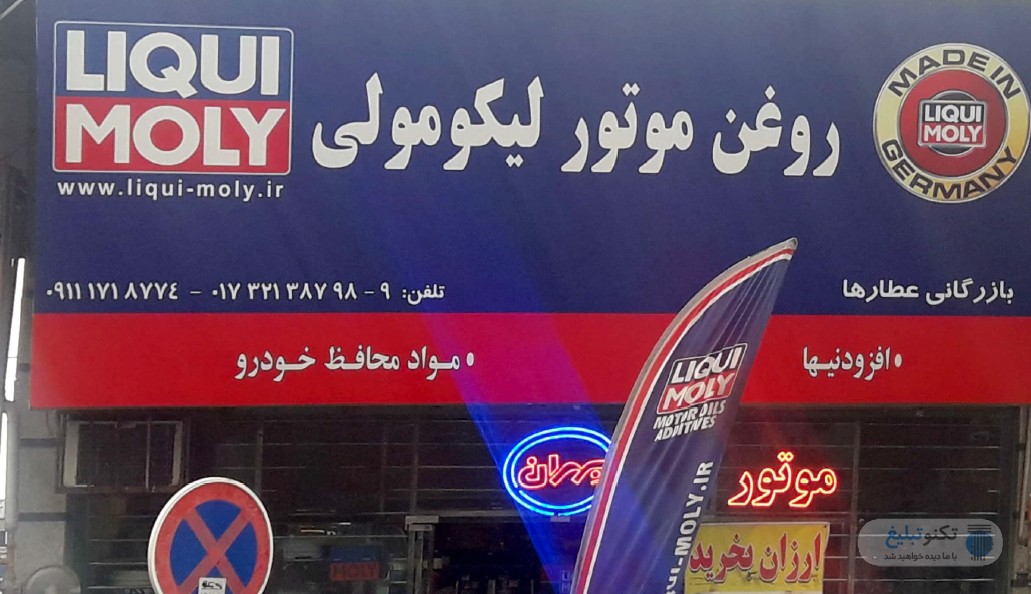 LIQUI
MOLY
www.liqui-moly.ir
روغن موتور لیکومولی
MADE IN
LIQUI
MOLY
GERMANY
بازرگانی عطارها
تلفن: ۹ - ۰۱۷ ۳۲۱ ۳۸۷ ۹۸ - ۰۹۱۱ ۱۷۱ ۸۷۷۴
• افزودنیها
• مواد محافظ خودرو
LIQUI
MOLY
MOTOR OILS
ADDITIVES
موتور
ارزان بخرید
MOLY
تکنوتبلیغ
با ما دیده خواهید شد